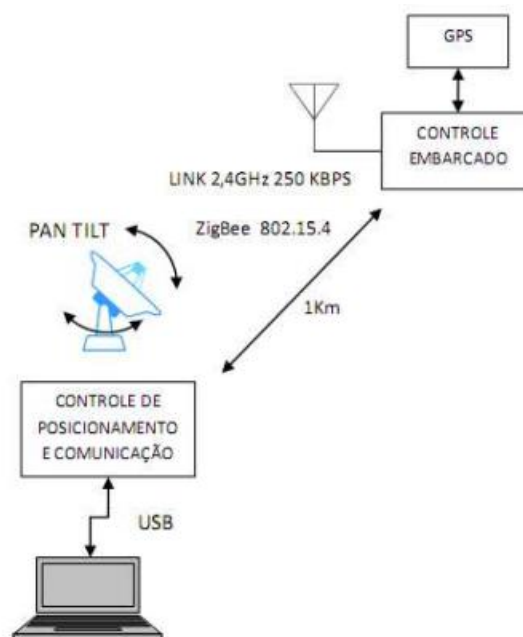 GPS
CONTROLE
EMBARCADO
LINK 2,4GHz 250 KBPS
PAN TILT
ZigBee 802.15.4
1Km
CONTROLE DE
POSICIONAMENTO
E COMUNICAÇÃO
USB